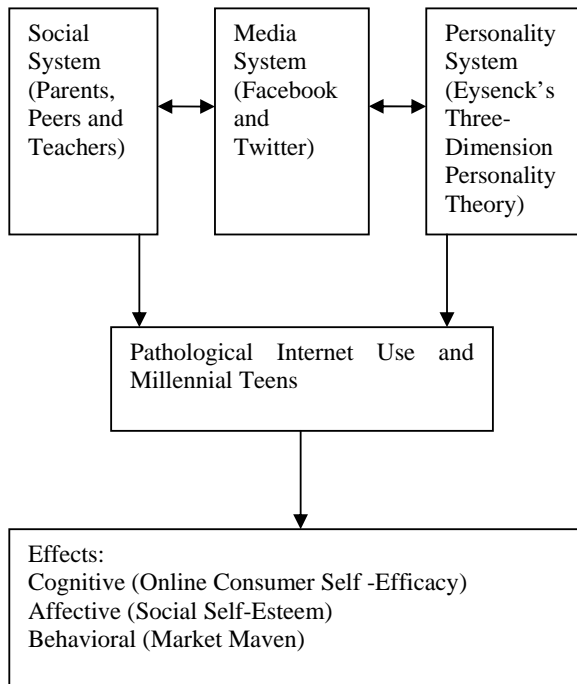 Social
System
(Parents,
Peers and
Teachers)
Media
System
(Facebook
and
Twitter)
Personality
System
(Eysenck's
Three-
Dimension
Personality
Theory)
Pathological Internet Use and
Millennial Teens
Effects:
Cognitive (Online Consumer Self -Efficacy)
Affective (Social Self-Esteem)
Behavioral (Market Maven)